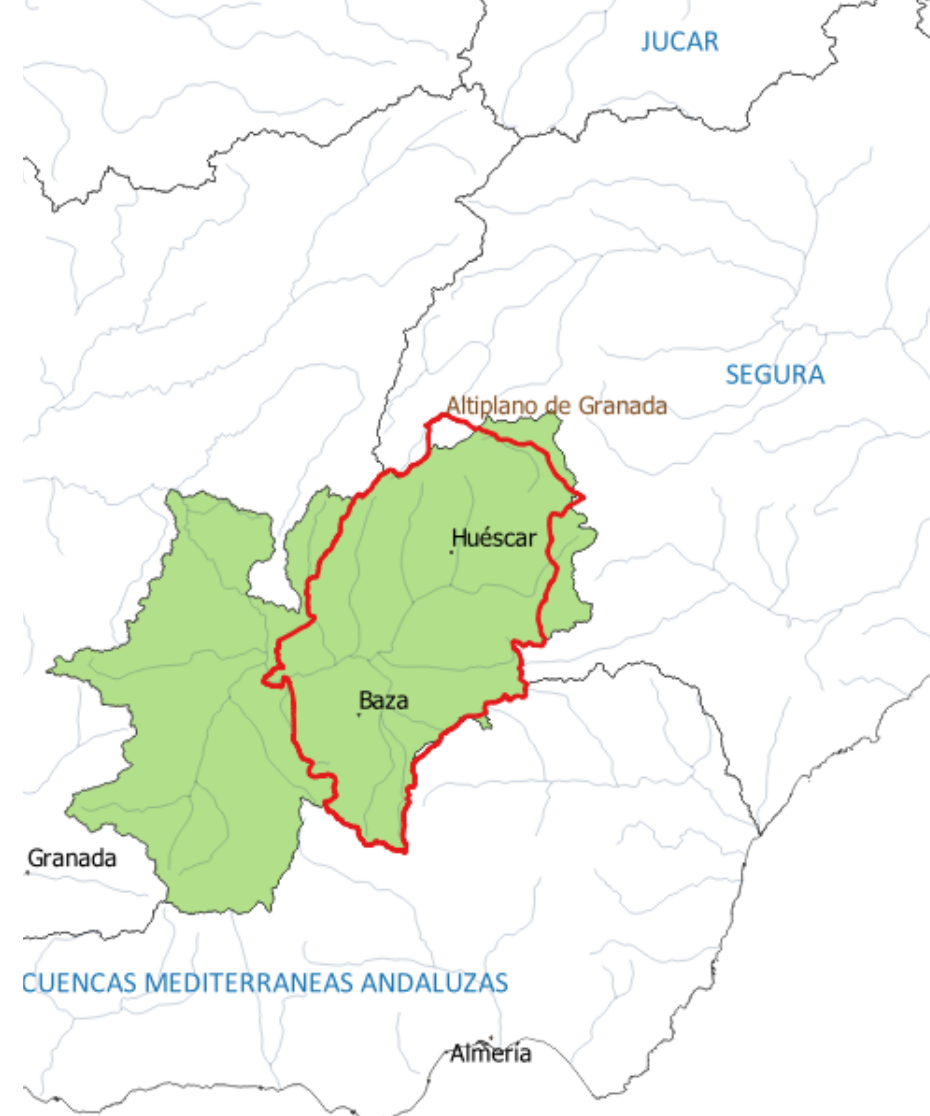 JUCAR
SEGURA
Altiplano de Granada
Huéscar
Baza
Granada
CUENCAS MEDITERRANEAS ANDALUZAS
Almería